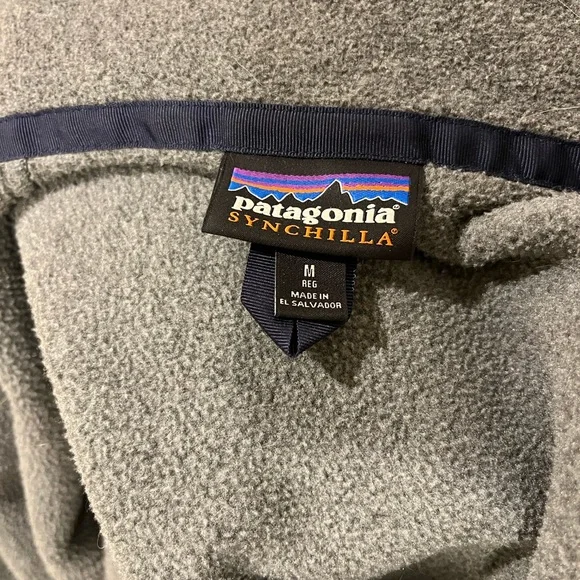 patagonia®
SYNCHILLA®
M
REG
MADE IN
EL SALVADOR